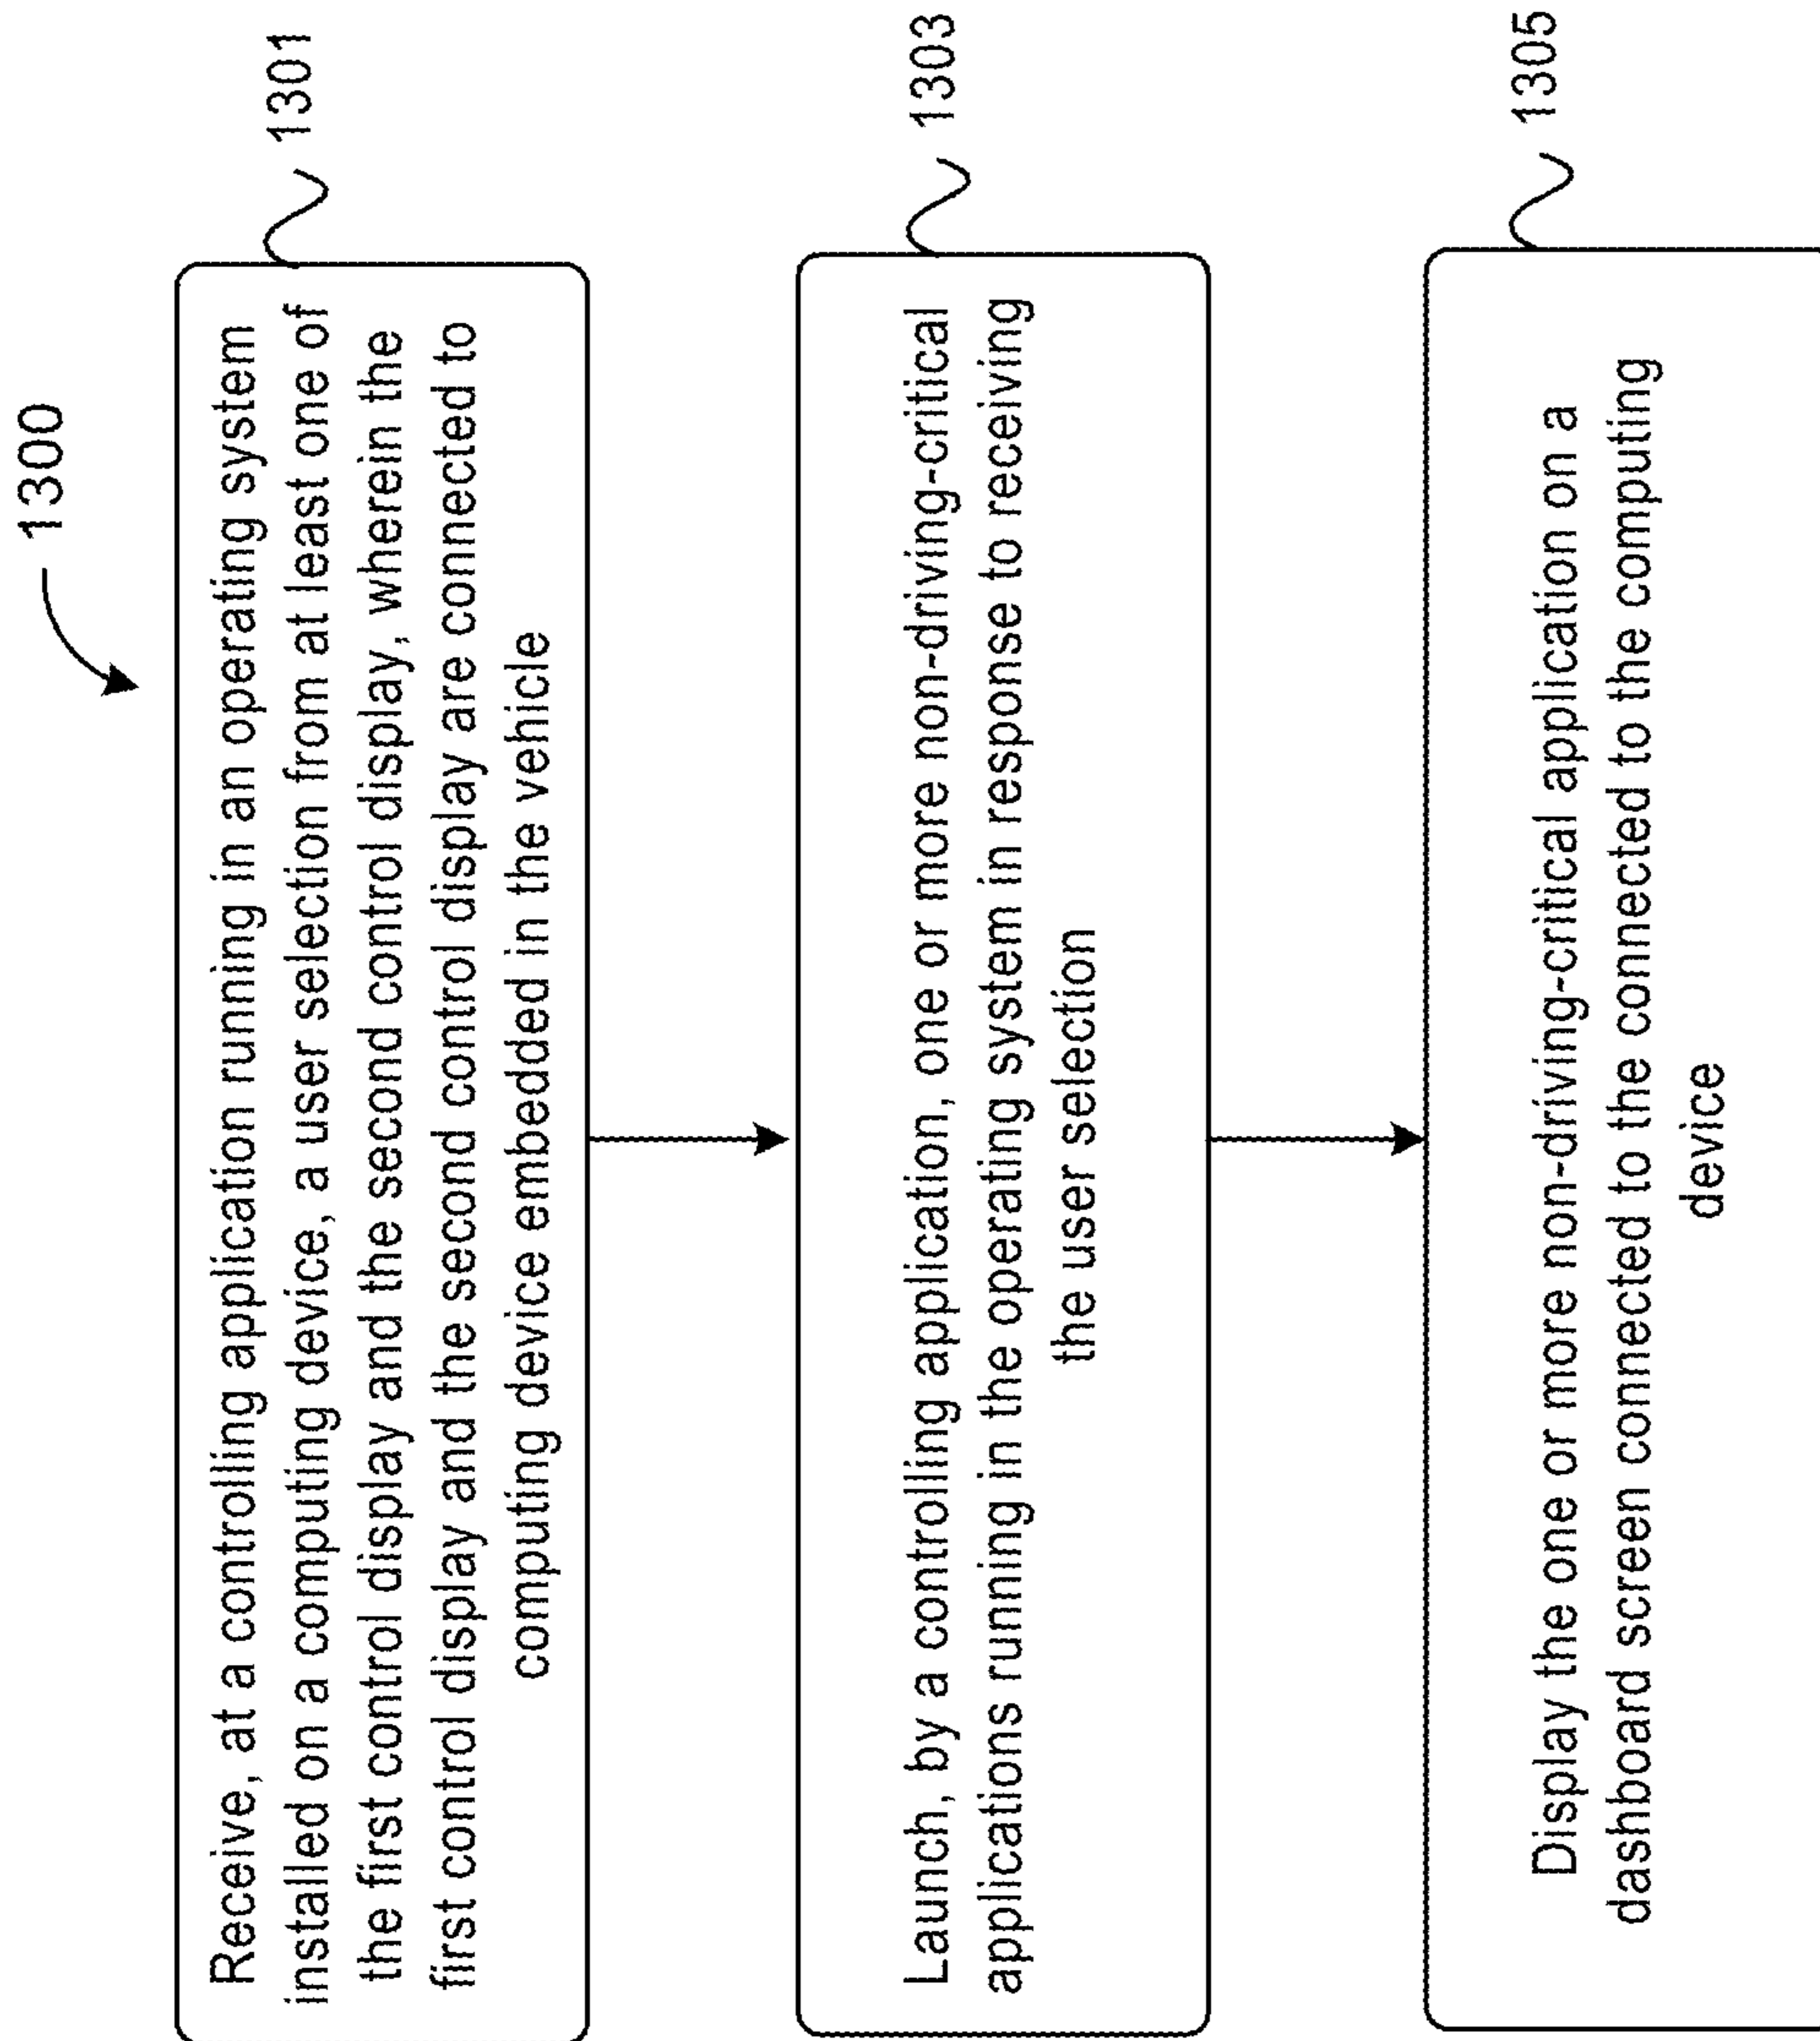 1300
Receive, at a controlling application running in an operating system
installed on a computing device, a user selection from at least one of
the first control display and the second control display, wherein the
first control display and the second control display are connected to
computing device embedded in the vehicle
1301
Launch, by a controlling application, one or more non-driving-critical
applications running in the operating system in response to receiving
the user selection
1303
Display the one or more non-driving-critical application on a
dashboard screen connected to the connected to the computing
device
1305